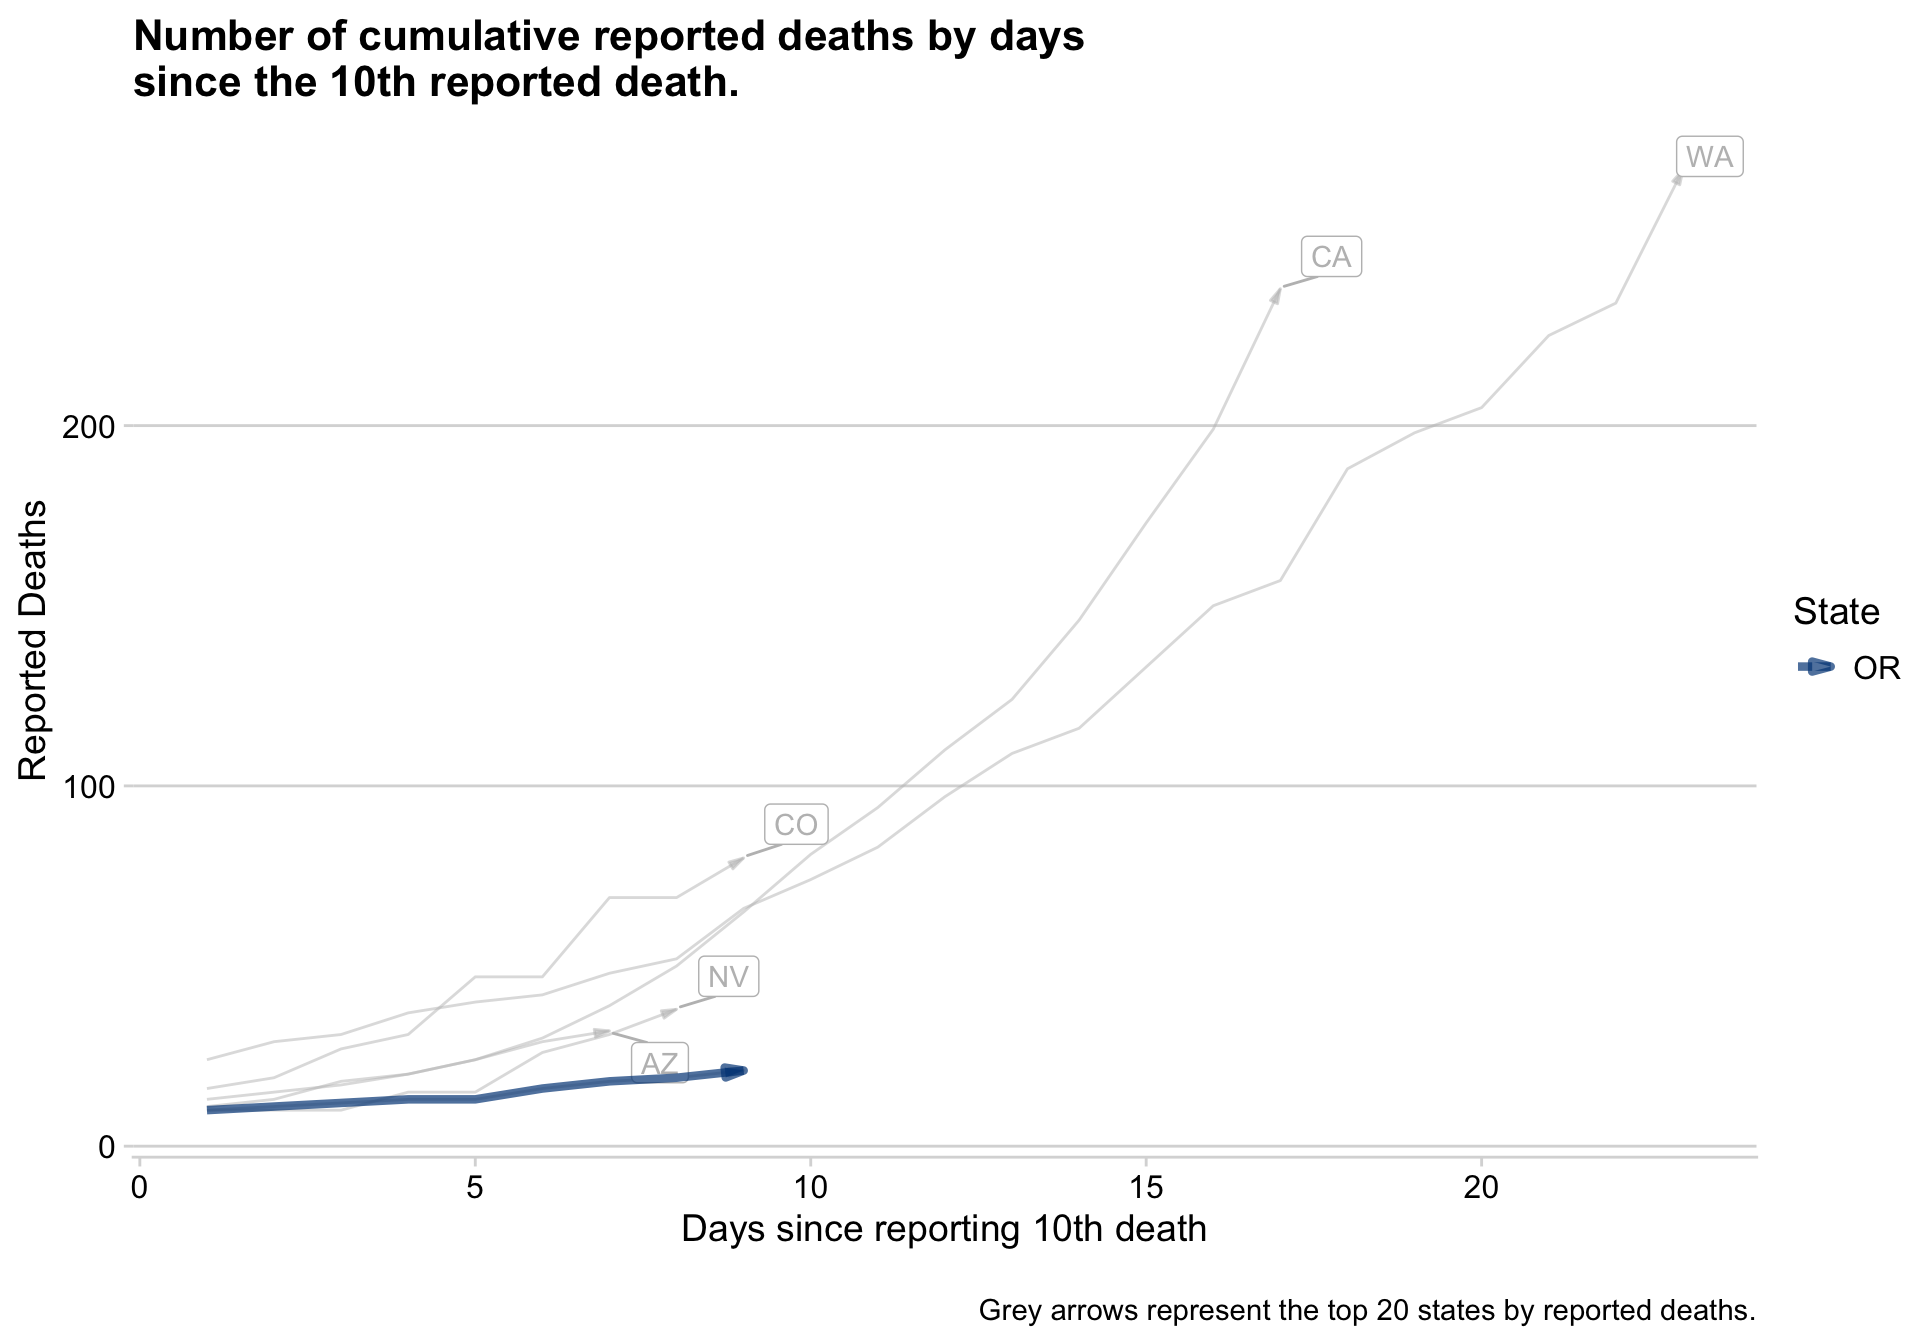 Number of cumulative reported deaths by days
since the 10th reported death.
WA
CA
200
Reported Deaths
State
OR
100
CO
NV
AZ
0
0 5 10 15 20
Days since reporting 10th death
Grey arrows represent the top 20 states by reported deaths.